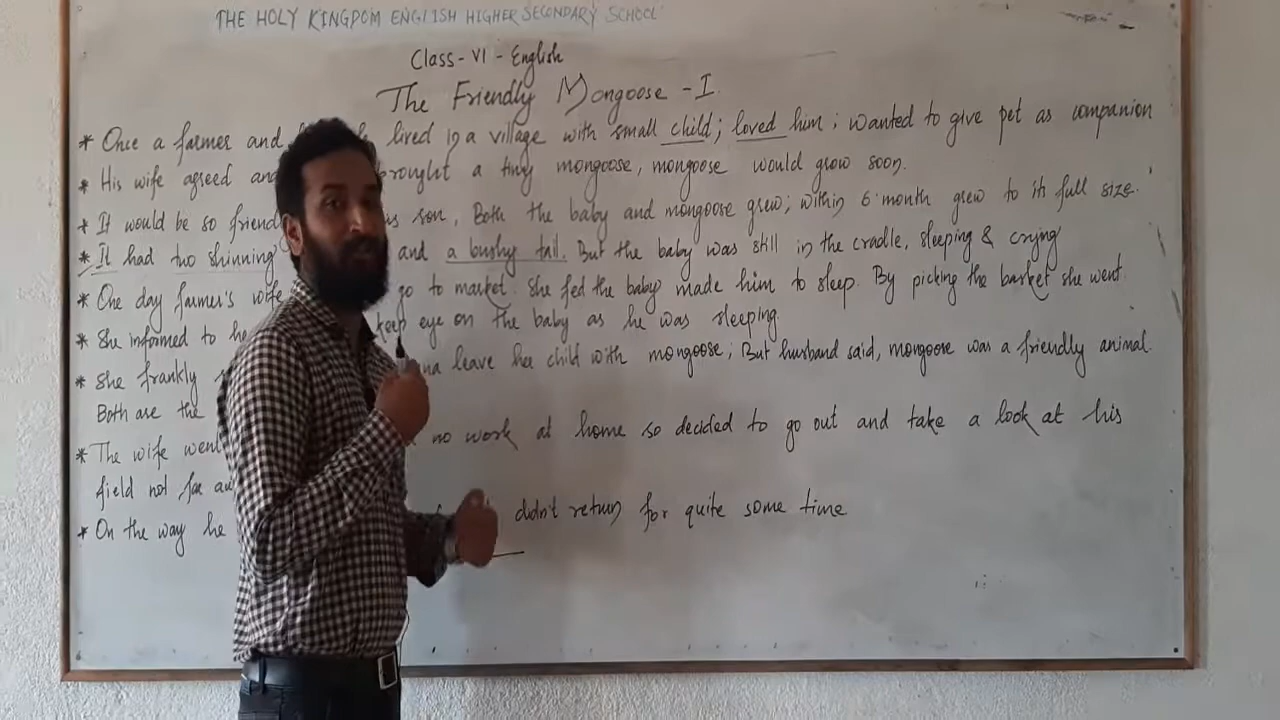 THE HOLY KINGDOM ENGLISH HIGHER SECONDARY SCHOOL
Class - VI - English
The Friendly Mongoose - I
* Once a farmer and lived in a village with small child; loved him; wanted to give pet as companion
* His wife agreed and brought a tiny mongoose, mongoose would grow soon.
* It would be so friend son. Both the baby and mongoose grew; within 6 month grew to its full size.
* It had two shinning and a bushy tail. But the baby was still in the cradle, sleeping & crying
* One day farmer's wife go to market. She fed the baby made him to sleep. By picking the basket she went.
* She informed to keep eye on the baby as he was sleeping
* She frankly leave her child with mongoose; But husband said, mongoose was a friendly animal.
Both are the
* The wife went no work at home so decided to go out and take a look at his
field not far
* On the way he didn't return for quite some time